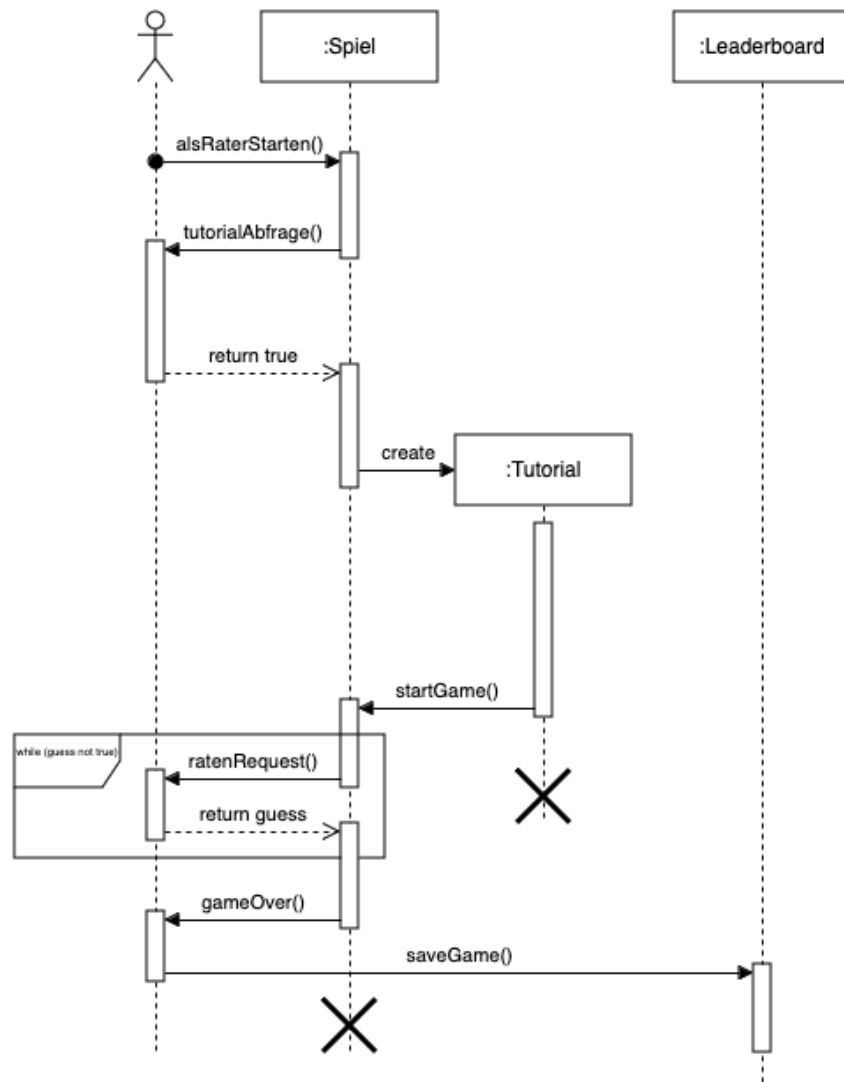 :Spiel
:Leaderboard
alsRaterStarten()
tutorialAbfrage()
return true
create
:Tutorial
startGame()
while (guess not true)
ratenRequest()
return guess
gameOver()
saveGame()